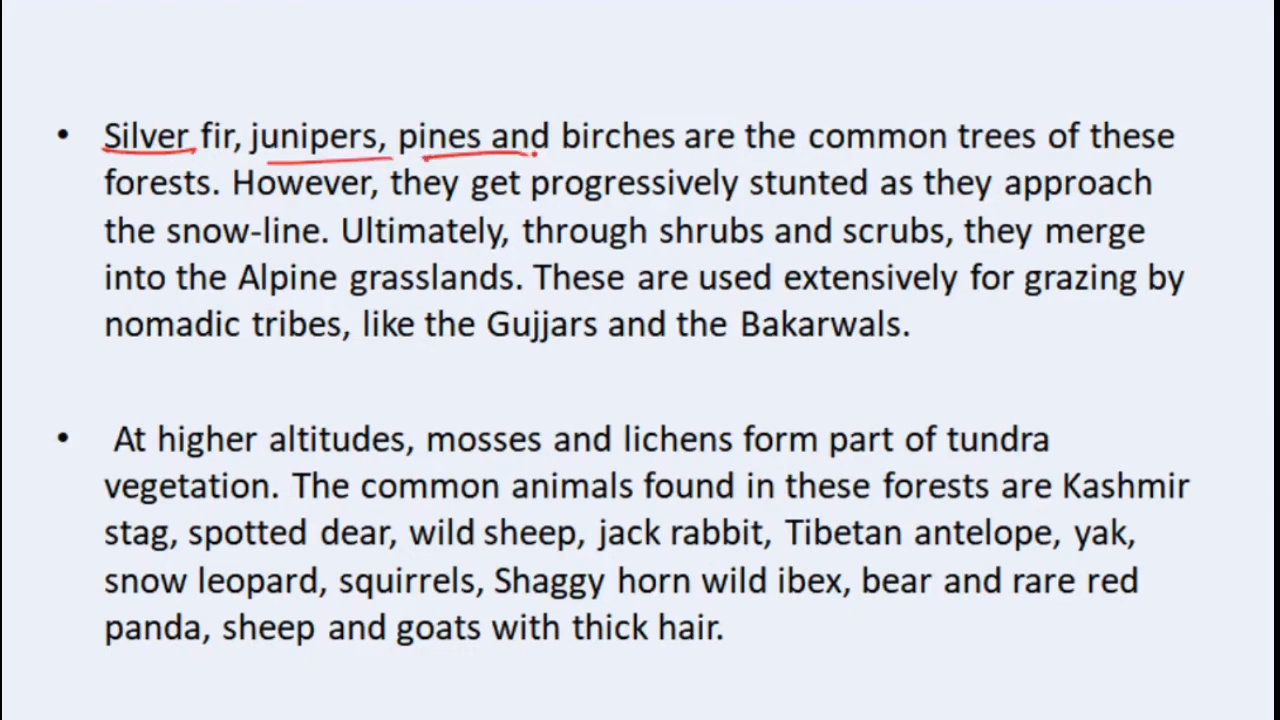 • Silver fir, junipers, pines and birches are the common trees of these
forests. However, they get progressively stunted as they approach
the snow-line. Ultimately, through shrubs and scrubs, they merge
into the Alpine grasslands. These are used extensively for grazing by
nomadic tribes, like the Gujjars and the Bakarwals.
• At higher altitudes, mosses and lichens form part of tundra
vegetation. The common animals found in these forests are Kashmir
stag, spotted dear, wild sheep, jack rabbit, Tibetan antelope, yak,
snow leopard, squirrels, Shaggy horn wild ibex, bear and rare red
panda, sheep and goats with thick hair.